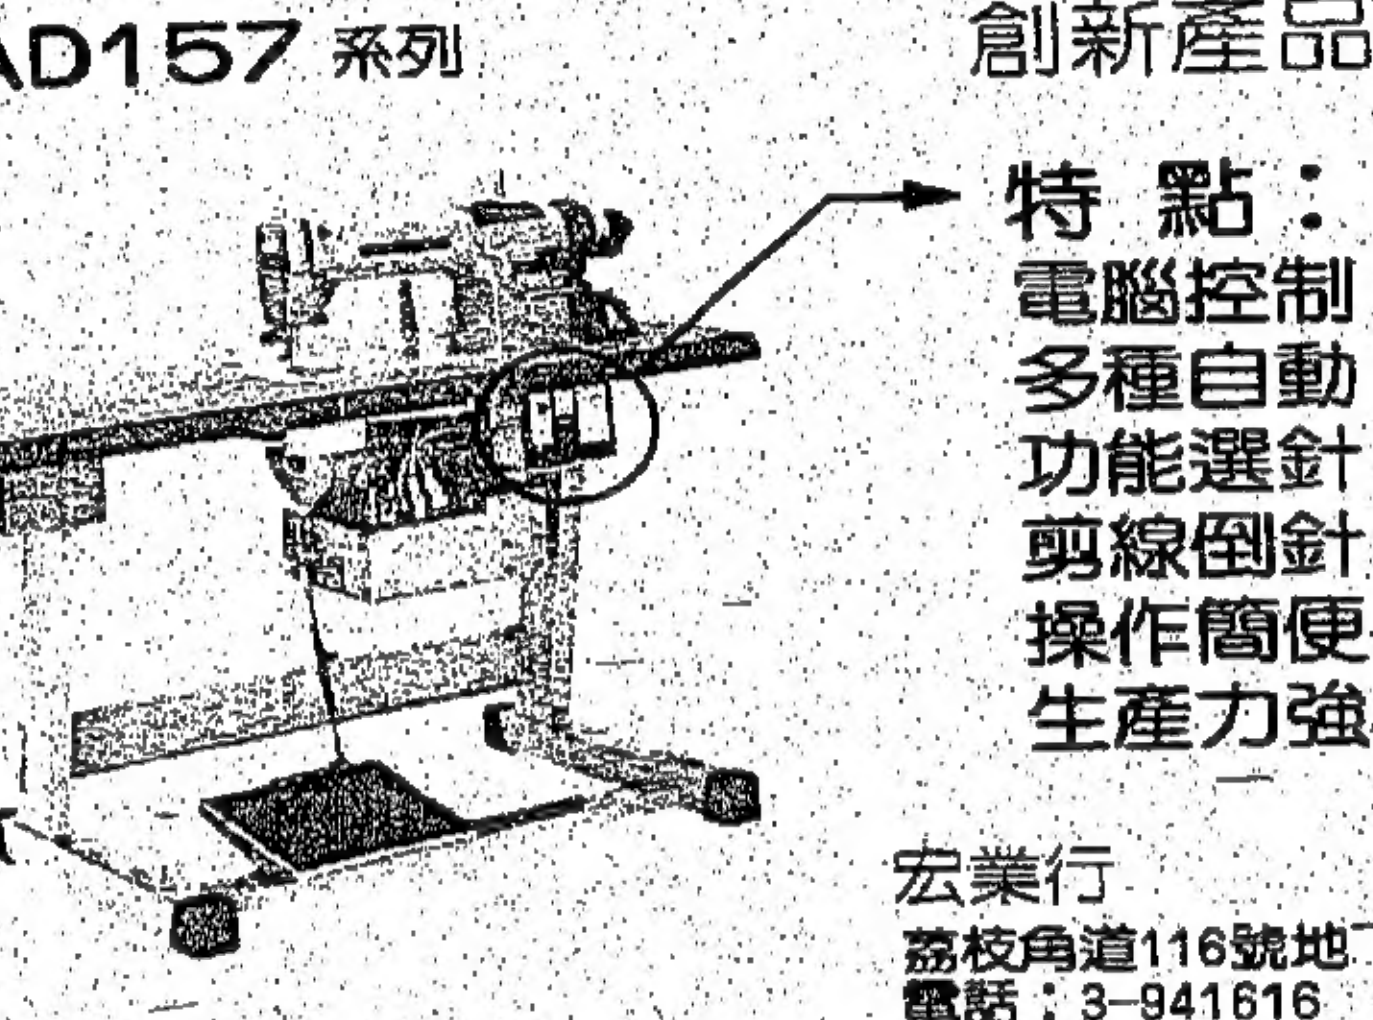 AD157 系列
創新產品
特點：
電腦控制
多種自動
功能選針
剪線倒針
操作簡便
生產力強
宏業行
荔枝角道116號地
電話：3-941616